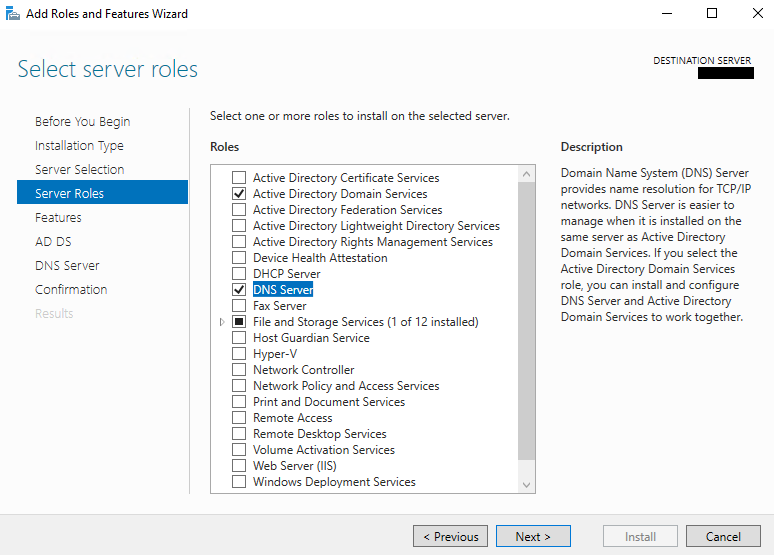 Add Roles and Features Wizard
Select server roles
DESTINATION SERVER
Before You Begin
Installation Type
Server Selection
Server Roles
Features
AD DS
DNS Server
Confirmation
Results
Select one or more roles to install on the selected server.
Roles
Active Directory Certificate Services
Active Directory Domain Services
Active Directory Federation Services
Active Directory Lightweight Directory Services
Active Directory Rights Management Services
Device Health Attestation
DHCP Server
DNS Server
Fax Server
File and Storage Services (1 of 12 installed)
Host Guardian Service
Hyper-V
Network Controller
Network Policy and Access Services
Print and Document Services
Remote Access
Remote Desktop Services
Volume Activation Services
Web Server (IIS)
Windows Deployment Services
Description
Domain Name System (DNS) Server
provides name resolution for TCP/IP
networks. DNS Server is easier to
manage when it is installed on the
same server as Active Directory
Domain Services. If you select the
Active Directory Domain Services
role, you can install and configure
DNS Server and Active Directory
Domain Services to work together.
< Previous
Next >
Install
Cancel